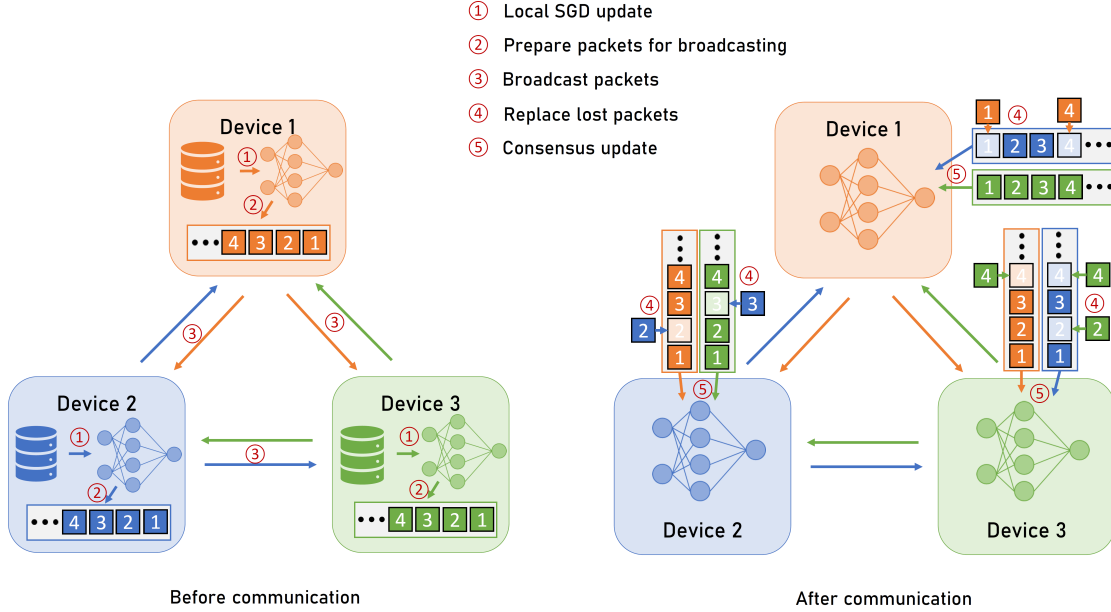 ① Local SGD update
② Prepare packets for broadcasting
③ Broadcast packets
④ Replace lost packets
⑤ Consensus update
Device 1
①
②
••• 4 3 2 1
③
③
Device 2
①
②
••• 4 3 2 1
③
Device 3
①
②
••• 4 3 2 1
Before communication
Device 1
1 ④ 4
1 2 3 4 •••
⑤
1 2 3 4 •••
•••
4
3
2
1
④
2
•••
4
3
2
1
④
3
⑤
Device 2
•••
4
3
2
1
4
•••
4
3
2
1
4
④
2
⑤
Device 3
After communication